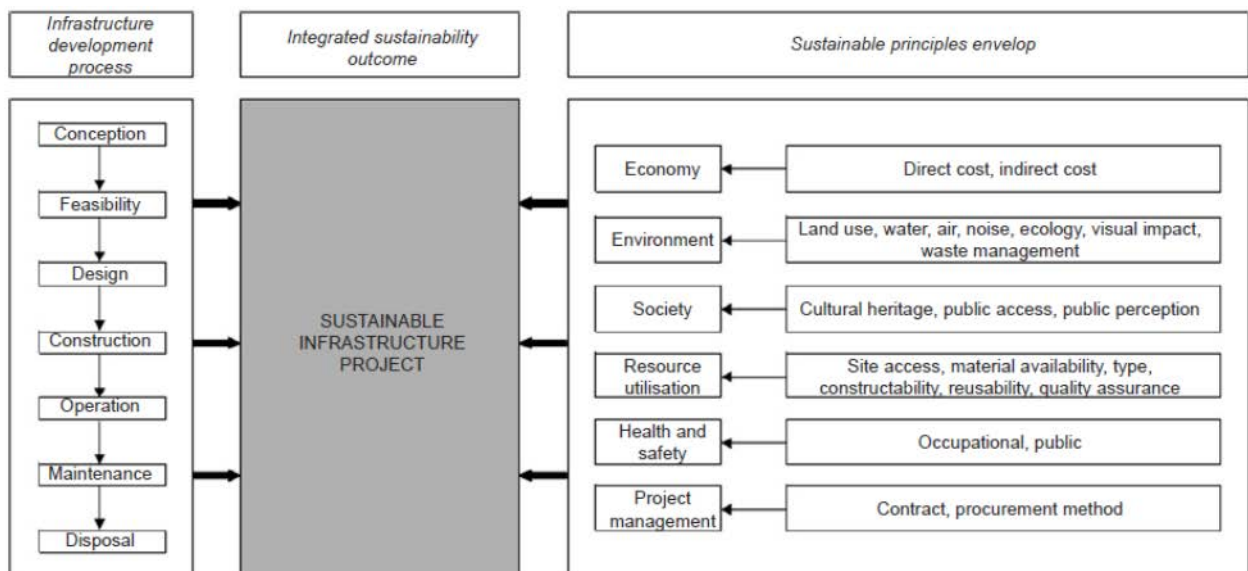 Infrastructure
development
process
Integrated sustainability
outcome
Sustainable principles envelop
Conception
Feasibility
Design
Construction
Operation
Maintenance
Disposal
SUSTAINABLE
INFRASTRUCTURE
PROJECT
Economy
Direct cost, indirect cost
Environment
Land use, water, air, noise, ecology, visual impact,
waste management
Society
Cultural heritage, public access, public perception
Resource
utilisation
Site access, material availability, type,
constructability, reusability, quality assurance
Health and
safety
Occupational, public
Project
management
Contract, procurement method